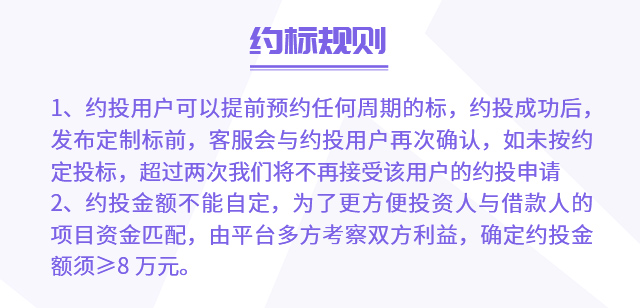 约标规则
1、约投用户可以提前预约任何周期的标，约投成功后，
发布定制标前，客服会与约投用户再次确认，如未按约
定投标，超过两次我们将不再接受该用户的约投申请
2、约投金额不能自定，为了更方便投资人与借款人的
项目资金匹配，由平台多方考察双方利益，确定约投金
额须≥8 万元。